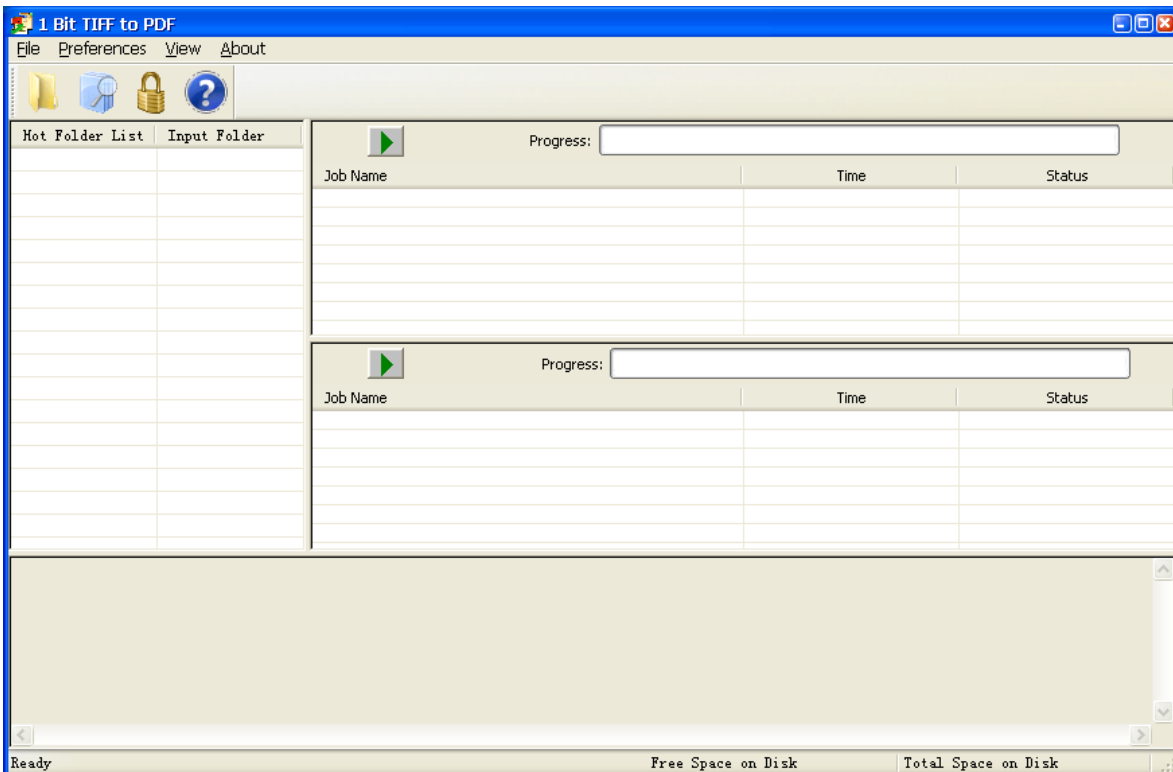 1 Bit TIFF to PDF
File Preferences View About
Hot Folder List Input Folder
Progress:
Job Name Time Status
Progress:
Job Name Time Status
Ready Free Space on Disk Total Space on Disk